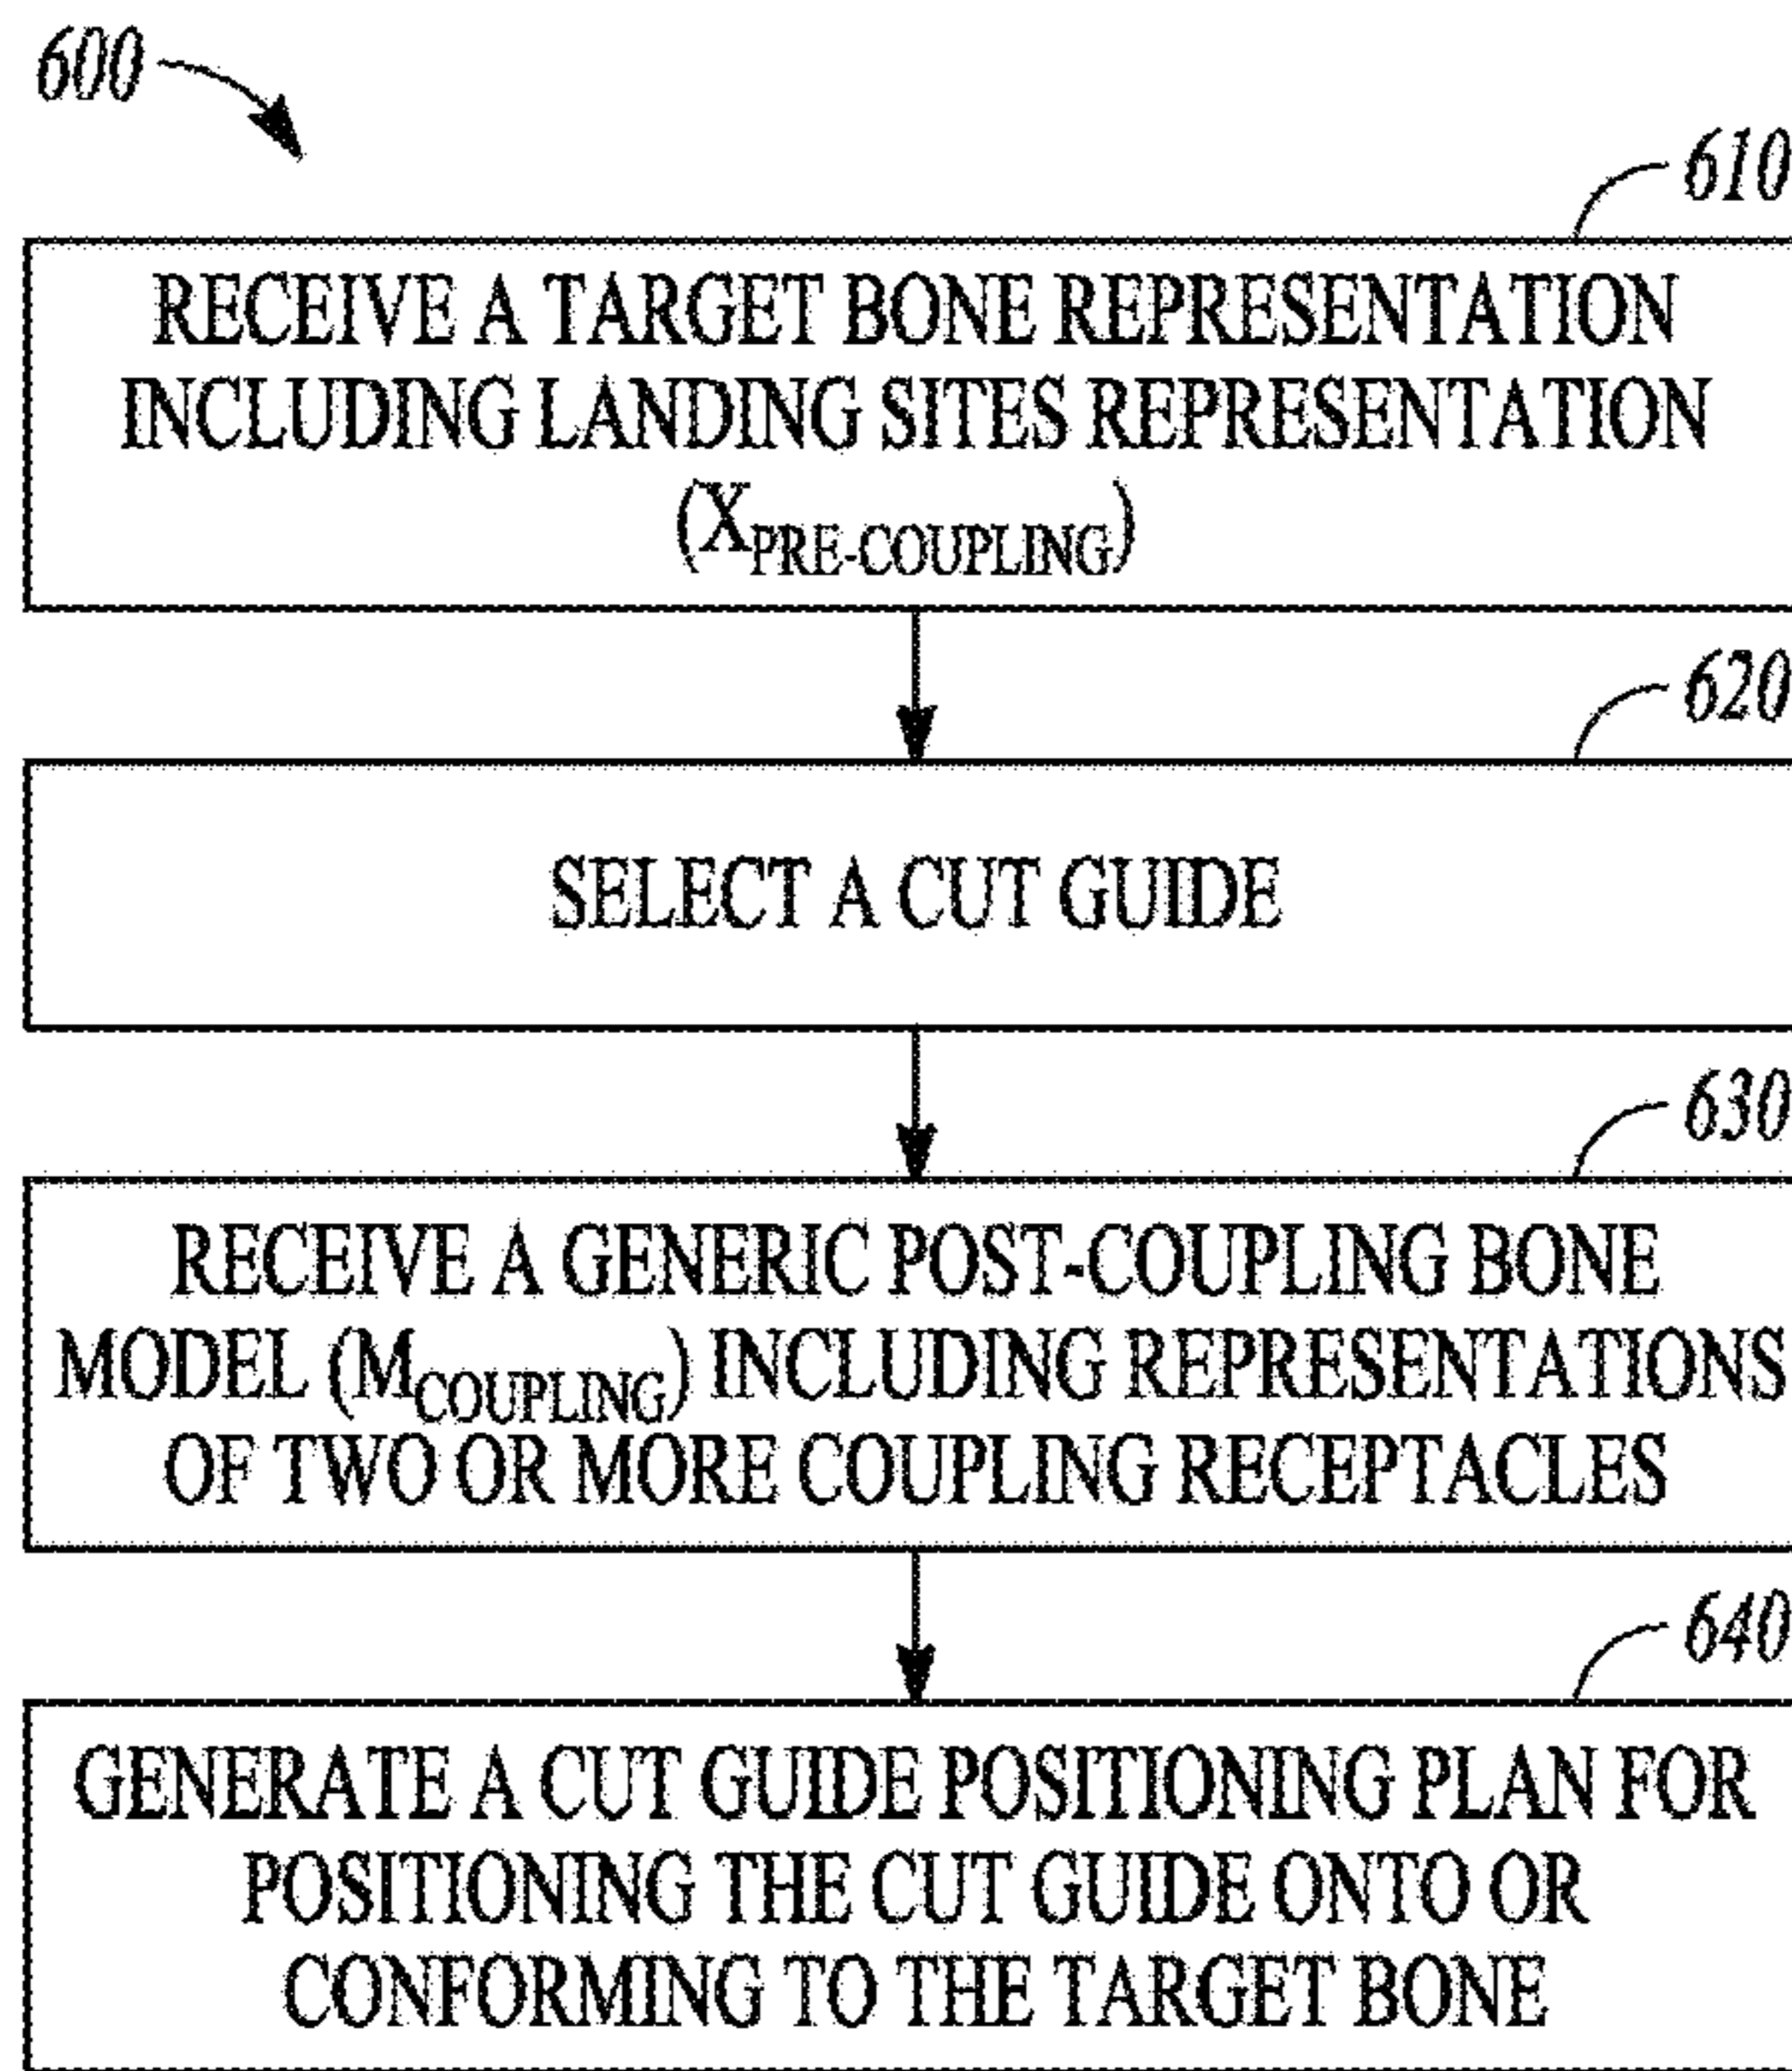 600
610
RECEIVE A TARGET BONE REPRESENTATION
INCLUDING LANDING SITES REPRESENTATION
(XPRE-COUPLING)
620
SELECT A CUT GUIDE
630
RECEIVE A GENERIC POST-COUPLING BONE
MODEL (MCOUPLING) INCLUDING REPRESENTATIONS
OF TWO OR MORE COUPLING RECEPTACLES
640
GENERATE A CUT GUIDE POSITIONING PLAN FOR
POSITIONING THE CUT GUIDE ONTO OR
CONFORMING TO THE TARGET BONE